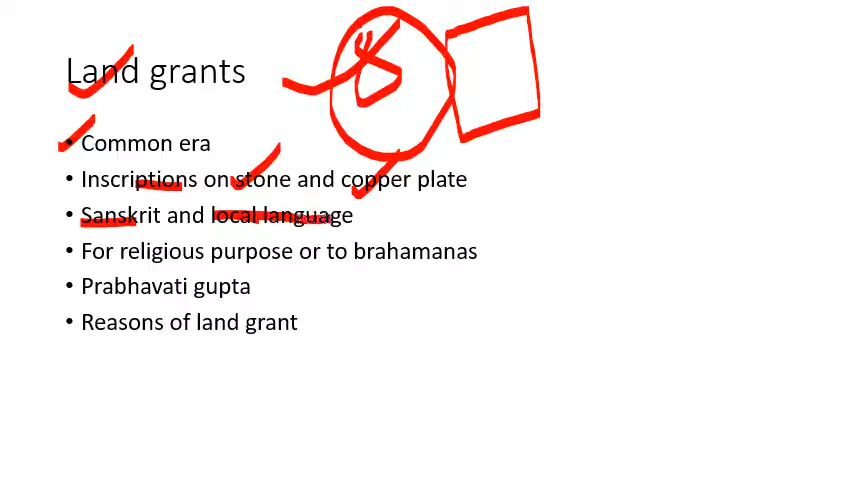 Land grants
• Common era
• Inscriptions on stone and copper plate
• Sanskrit and local language
• For religious purpose or to brahamanas
• Prabhavati gupta
• Reasons of land grant